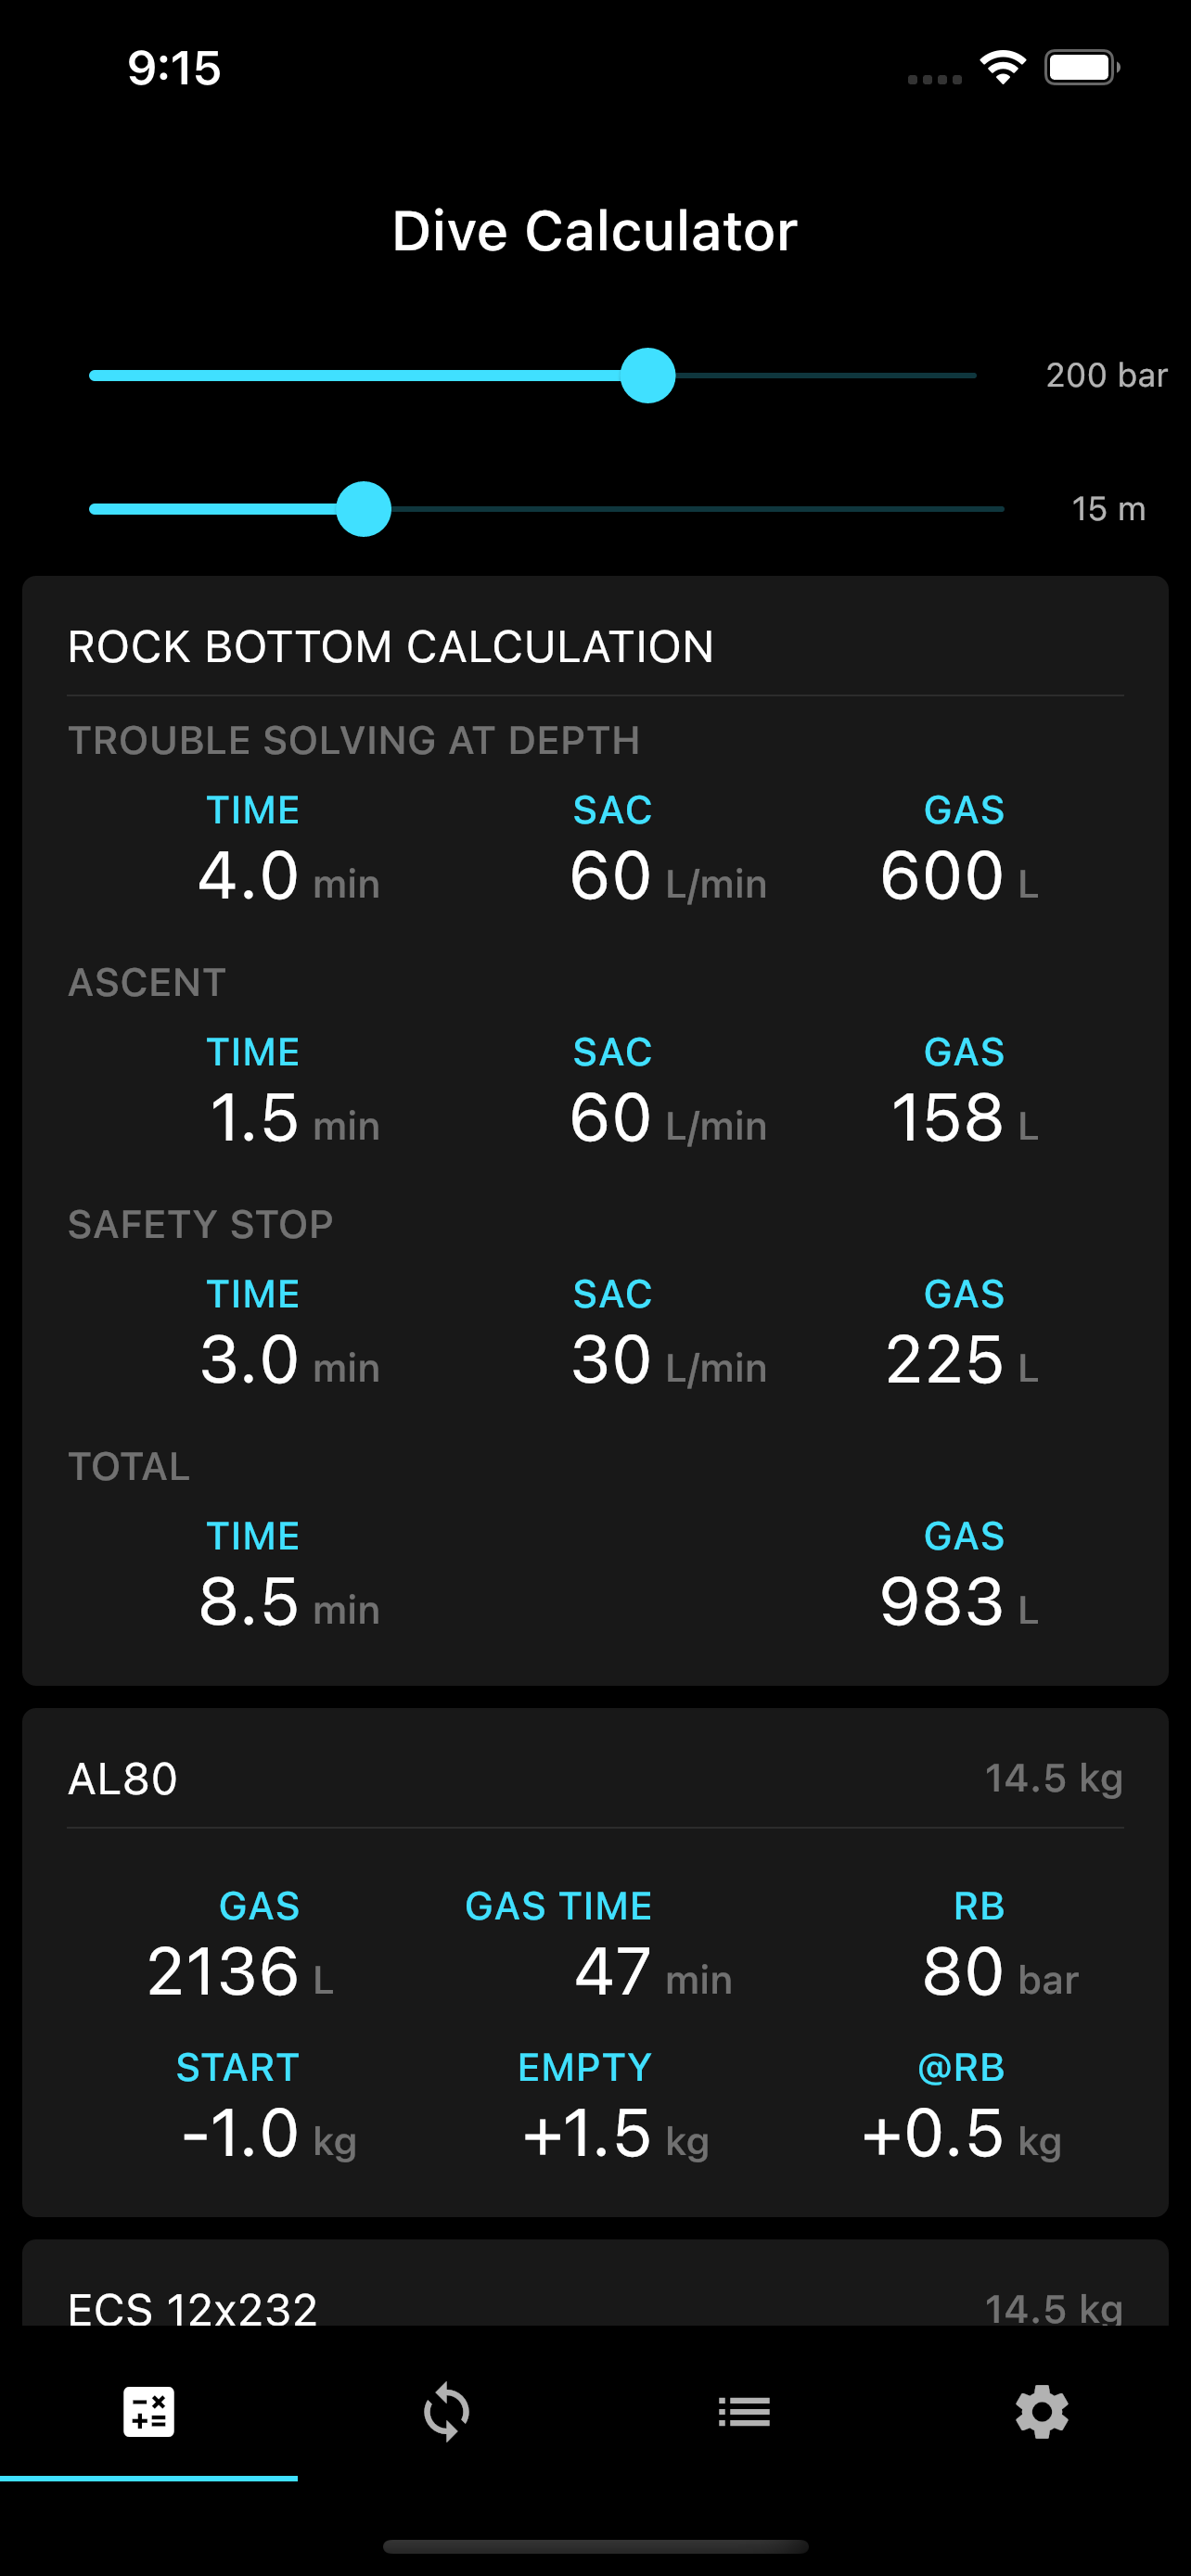 9:15
Dive Calculator
200 bar
15 m
ROCK BOTTOM CALCULATION
TROUBLE SOLVING AT DEPTH
TIME SAC GAS
4.0 min 60 L/min 600 L
ASCENT
TIME SAC GAS
1.5 min 60 L/min 158 L
SAFETY STOP
TIME SAC GAS
3.0 min 30 L/min 225 L
TOTAL
TIME GAS
8.5 min 983 L
AL80 14.5 kg
GAS GAS TIME RB
2136 L 47 min 80 bar
START EMPTY @RB
-1.0 kg +1.5 kg +0.5 kg
ECS 12x232 14.5 kg